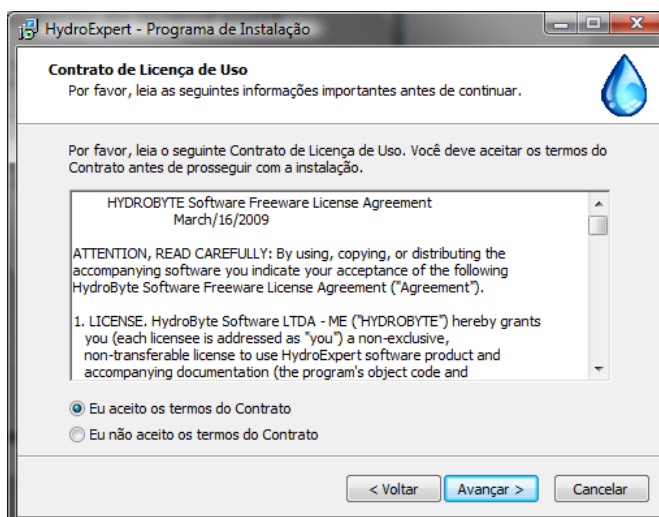 HydroExpert - Programa de Instalação
Contrato de Licença de Uso
Por favor, leia as seguintes informações importantes antes de continuar.
Por favor, leia o seguinte Contrato de Licença de Uso. Você deve aceitar os termos do
Contrato antes de prosseguir com a instalação.
HYDROBYTE Software Freeware License Agreement
March/16/2009
ATTENTION, READ CAREFULLY: By using, copying, or distributing the
accompanying software you indicate your acceptance of the following
HydroByte Software Freeware License Agreement ("Agreement").
1. LICENSE. HydroByte Software LTDA - ME ("HYDROBYTE") hereby grants
you (each licensee is addressed as "you") a non-exclusive,
non-transferable license to use HydroExpert software product and
accompanying documentation (the program's object code and
Eu aceito os termos do Contrato
Eu não aceito os termos do Contrato
< Voltar
Avançar >
Cancelar